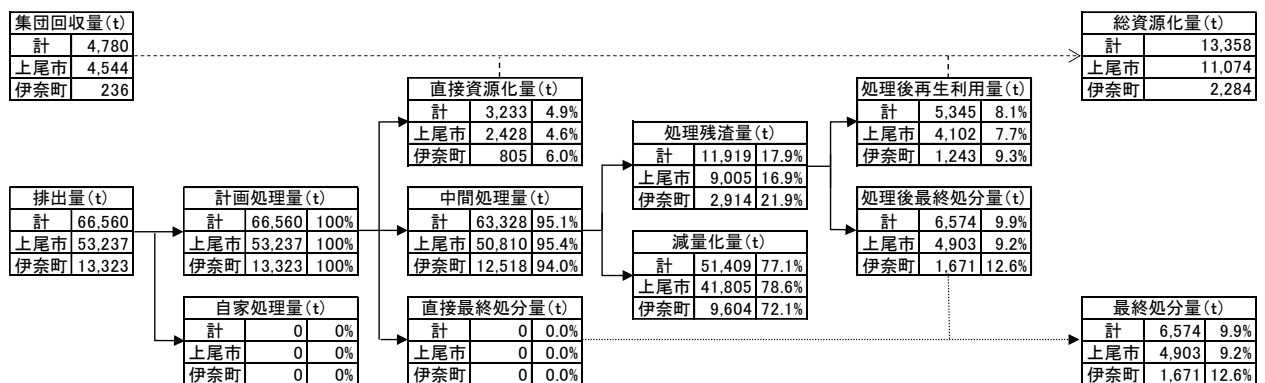 集団回収量(t)
計 4,780
上尾市 4,544
伊奈町 236
総資源化量(t)
計 13,358
上尾市 11,074
伊奈町 2,284
直接資源化量(t)
計 3,233 4.9%
上尾市 2,428 4.6%
伊奈町 805 6.0%
処理後再生利用量(t)
計 5,345 8.1%
上尾市 4,102 7.7%
伊奈町 1,243 9.3%
処理残渣量(t)
計 11,919 17.9%
上尾市 9,005 16.9%
伊奈町 2,914 21.9%
排出量(t)
計 66,560
上尾市 53,237
伊奈町 13,323
計画処理量(t)
計 66,560 100%
上尾市 53,237 100%
伊奈町 13,323 100%
中間処理量(t)
計 63,328 95.1%
上尾市 50,810 95.4%
伊奈町 12,518 94.0%
処理後最終処分量(t)
計 6,574 9.9%
上尾市 4,903 9.2%
伊奈町 1,671 12.6%
減量化量(t)
計 51,409 77.1%
上尾市 41,805 78.6%
伊奈町 9,604 72.1%
自家処理量(t)
計 0 0%
上尾市 0 0%
伊奈町 0 0%
直接最終処分量(t)
計 0 0.0%
上尾市 0 0.0%
伊奈町 0 0.0%
最終処分量(t)
計 6,574 9.9%
上尾市 4,903 9.2%
伊奈町 1,671 12.6%